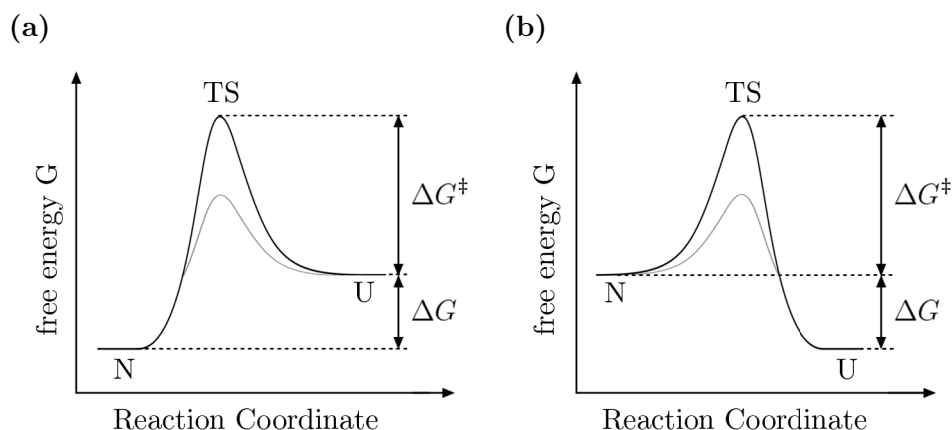 (a)
TS
free energy G
ΔG‡
U
ΔG
N
Reaction Coordinate
(b)
TS
free energy G
ΔG‡
N
ΔG
U
Reaction Coordinate